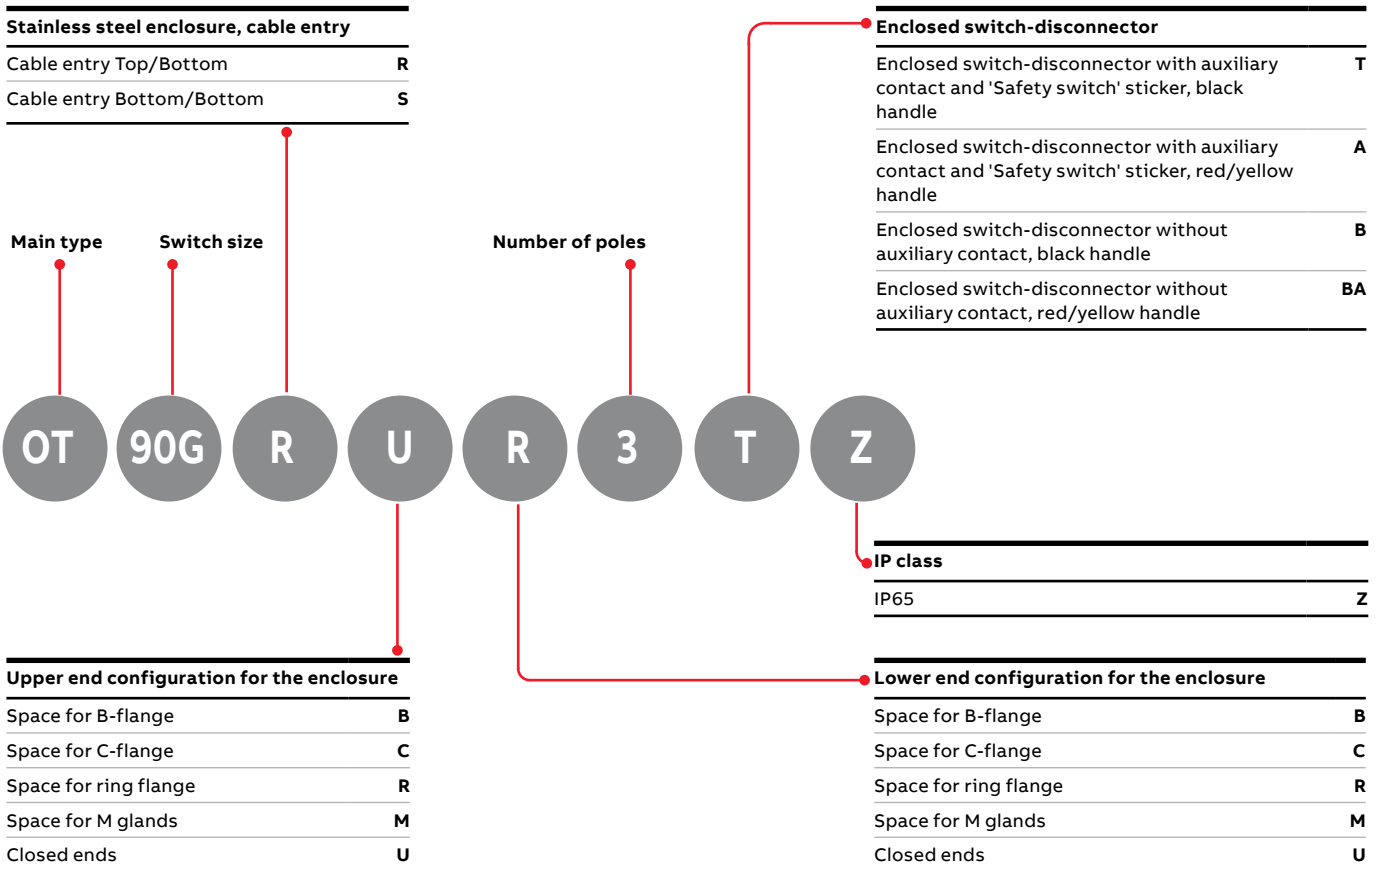 Stainless steel enclosure, cable entry
Cable entry Top/Bottom R
Cable entry Bottom/Bottom S
Enclosed switch-disconnector
Enclosed switch-disconnector with auxiliary T
contact and 'Safety switch' sticker, black
handle
Enclosed switch-disconnector with auxiliary A
contact and 'Safety switch' sticker, red/yellow
handle
Enclosed switch-disconnector without B
auxiliary contact, black handle
Enclosed switch-disconnector without BA
auxiliary contact, red/yellow handle
Main type Switch size Number of poles
OT 90G R U R 3 T Z
IP class
IP65 Z
Upper end configuration for the enclosure
Space for B-flange B
Space for C-flange C
Space for ring flange R
Space for M glands M
Closed ends U
Lower end configuration for the enclosure
Space for B-flange B
Space for C-flange C
Space for ring flange R
Space for M glands M
Closed ends U